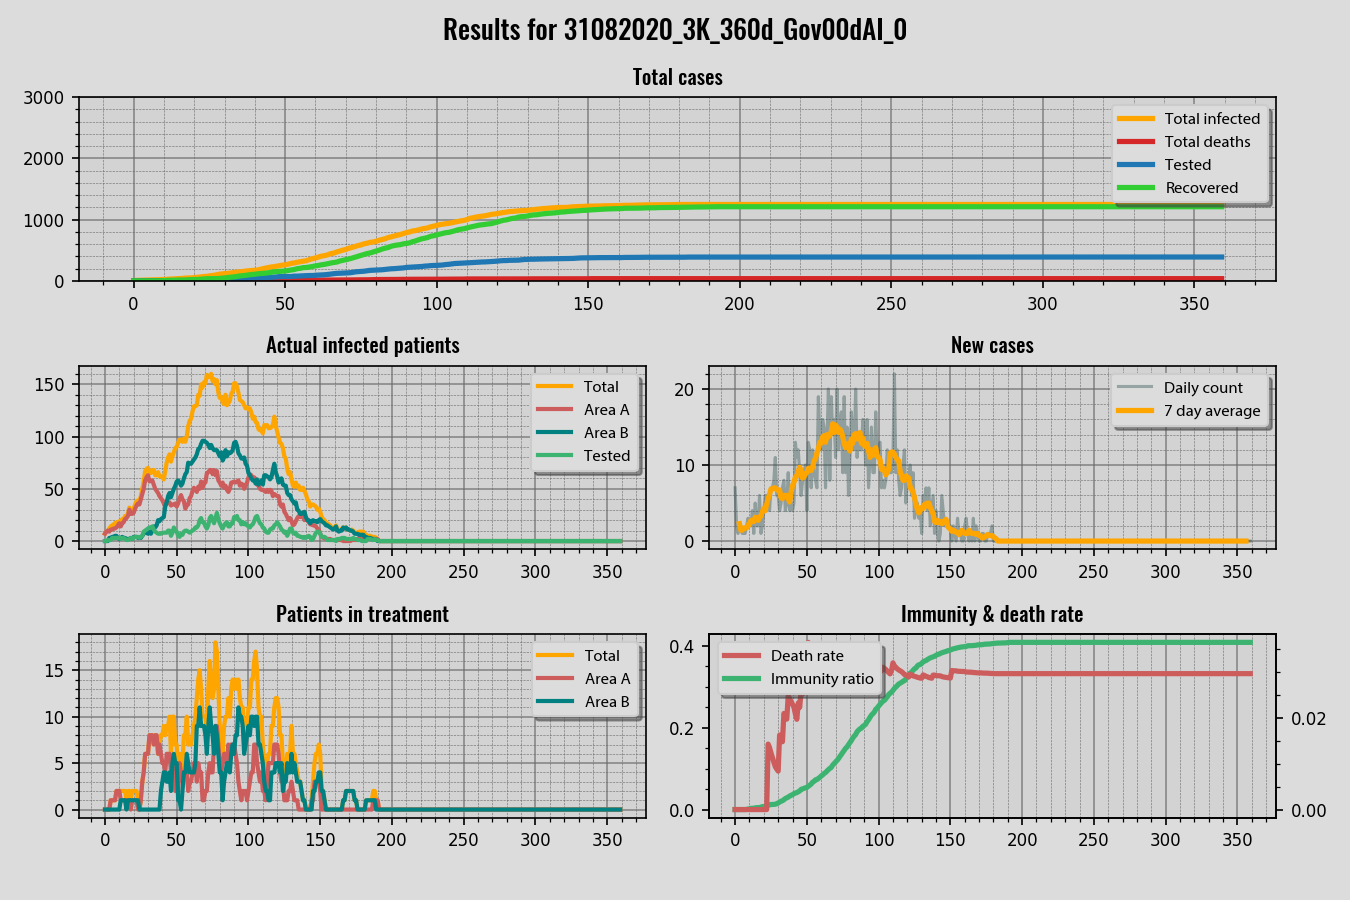 Results for 31082020_3K_360d_Gov00dAI_0
Total cases
3000
2000
1000
0
Total infected
Total deaths
Tested
Recovered
0 50 100 150 200 250 300 350
Actual infected patients
150
100
50
0
Total
Area A
Area B
Tested
0 50 100 150 200 250 300 350
New cases
20
10
0
Daily count
7 day average
0 50 100 150 200 250 300 350
Patients in treatment
15
10
5
0
Total
Area A
Area B
0 50 100 150 200 250 300 350
Immunity & death rate
0.4
0.2
0.0
Death rate
Immunity ratio
0.02
0.00
0 50 100 150 200 250 300 350